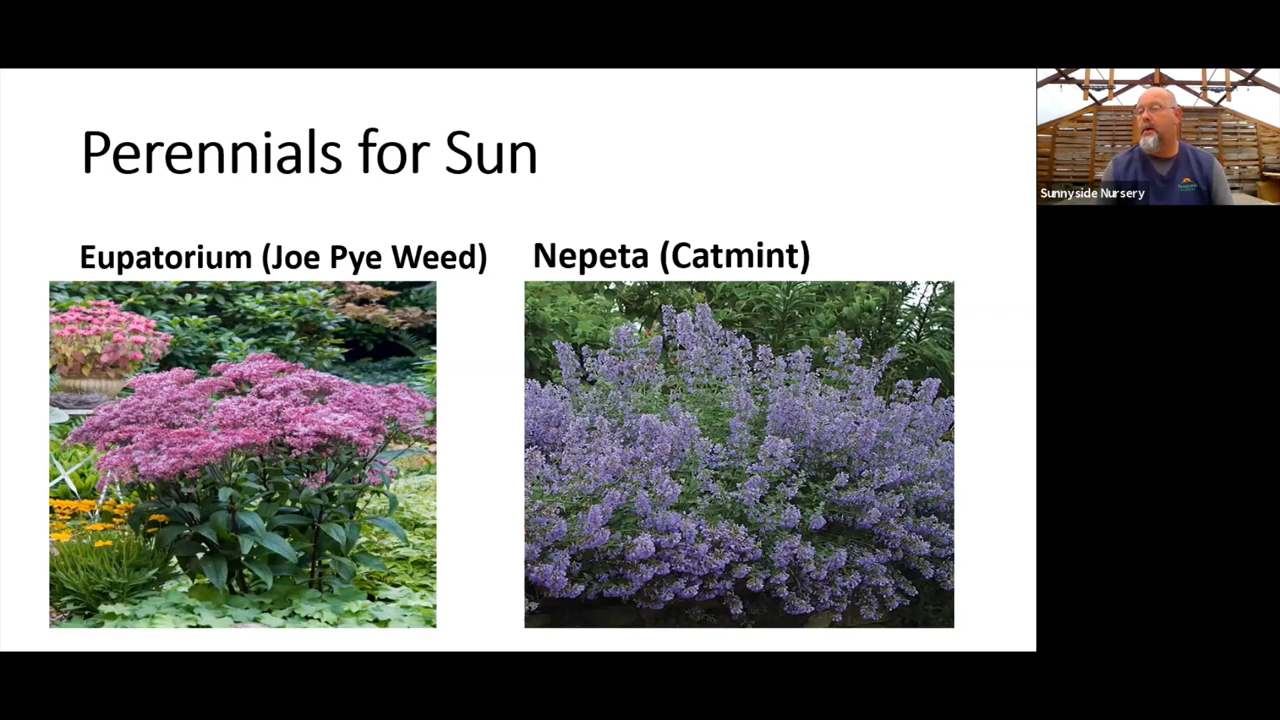 Perennials for Sun
Eupatorium (Joe Pye Weed)
Nepeta (Catmint)
Sunnyside Nursery